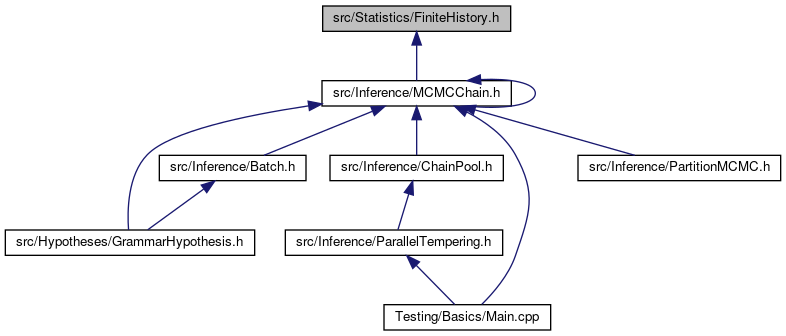 src/Statistics/FiniteHistory.h
src/Inference/MCMCChain.h
src/Inference/Batch.h
src/Inference/ChainPool.h
src/Inference/PartitionMCMC.h
src/Hypotheses/GrammarHypothesis.h
src/Inference/ParallelTempering.h
Testing/Basics/Main.cpp